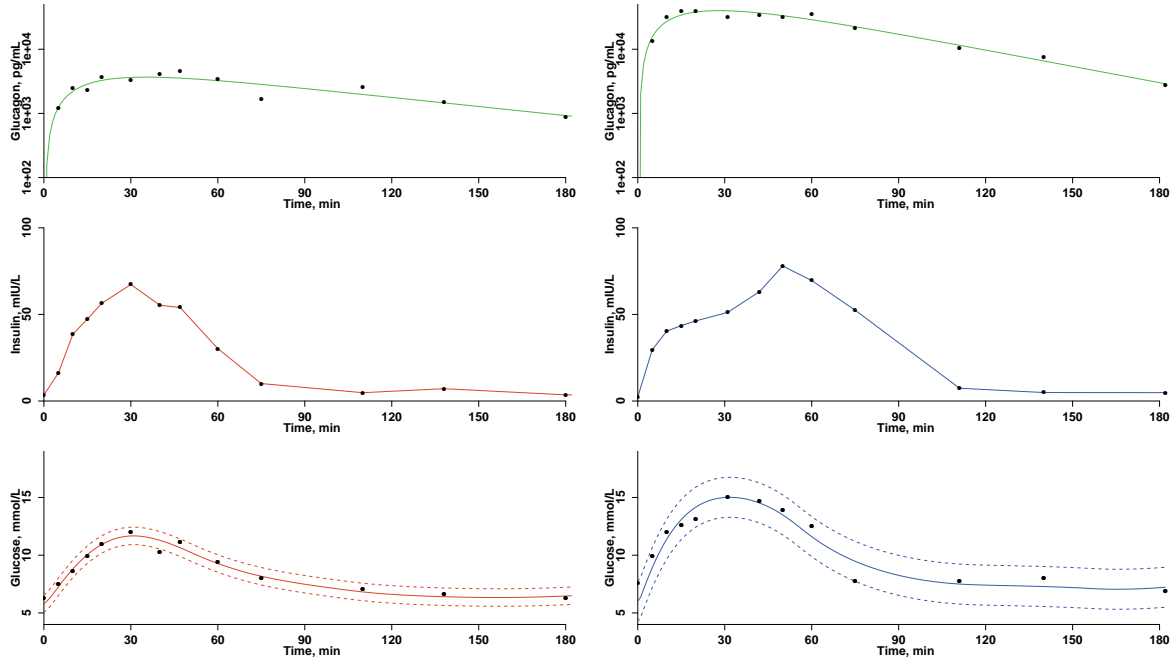 Glucagon, pg/mL
1e+04
1e+03
1e+02
0 30 60 90 120 150 180
Time, min
Glucagon, pg/mL
1e+04
1e+03
1e+02
0 30 60 90 120 150 180
Time, min
Insulin, mIU/L
100
50
0
0 30 60 90 120 150 180
Time, min
Insulin, mIU/L
100
50
0
0 30 60 90 120 150 180
Time, min
Glucose, mmol/L
15
10
5
0 30 60 90 120 150 180
Time, min
Glucose, mmol/L
15
10
5
0 30 60 90 120 150 180
Time, min